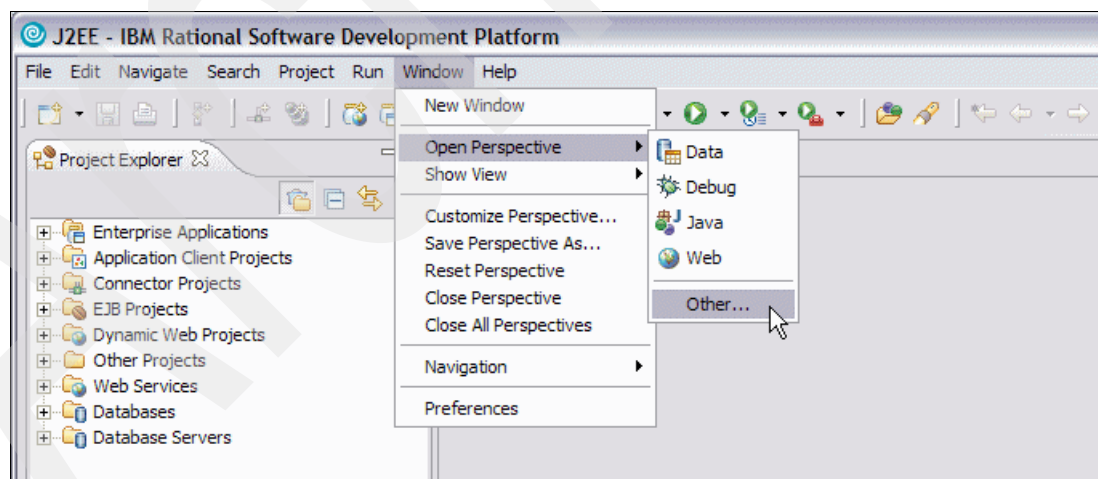 J2EE - IBM Rational Software Development Platform
File Edit Navigate Search Project Run Window Help
New Window
Open Perspective
Show View
Customize Perspective...
Save Perspective As...
Reset Perspective
Close Perspective
Close All Perspectives
Navigation
Preferences
Data
Debug
Java
Web
Other...
Project Explorer
Enterprise Applications
Application Client Projects
Connector Projects
EJB Projects
Dynamic Web Projects
Other Projects
Web Services
Databases
Database Servers